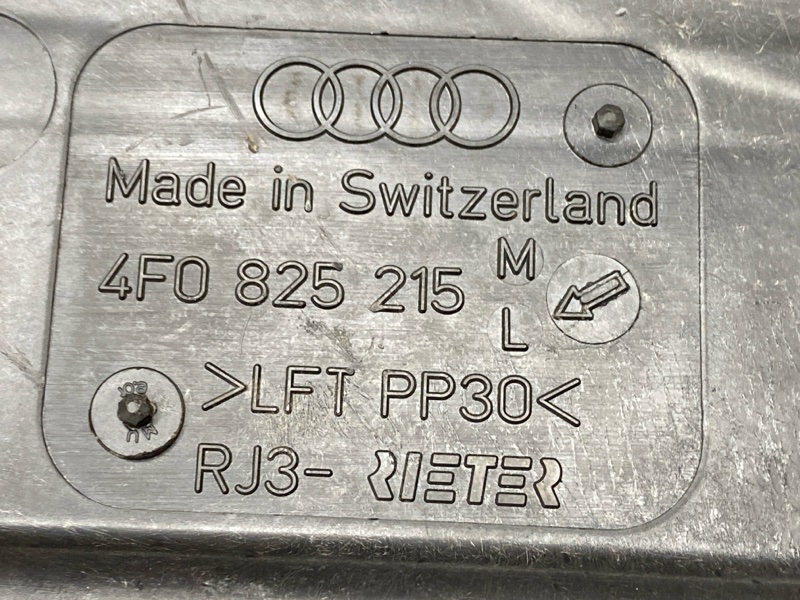 Made in Switzerland
4F0 825 215 M
L
>LFT PP30<
RJ3- RIETER